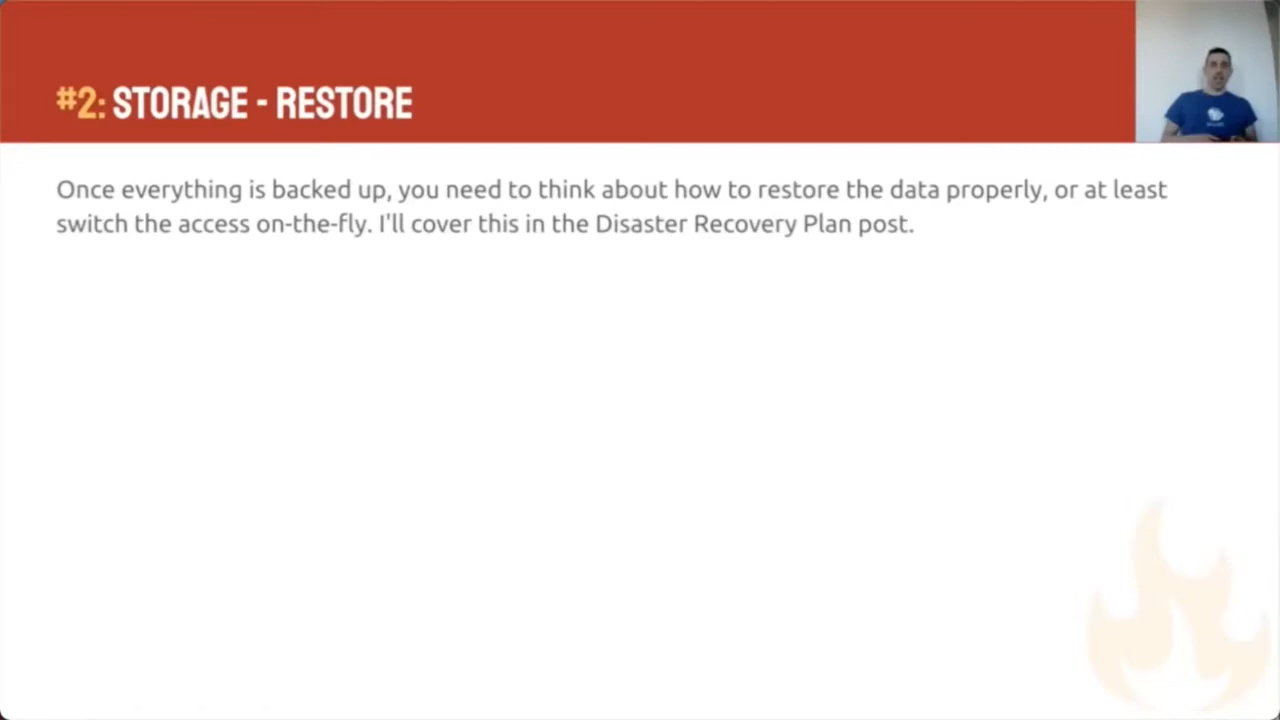 #2: STORAGE - RESTORE
Once everything is backed up, you need to think about how to restore the data properly, or at least
switch the access on-the-fly. I'll cover this in the Disaster Recovery Plan post.